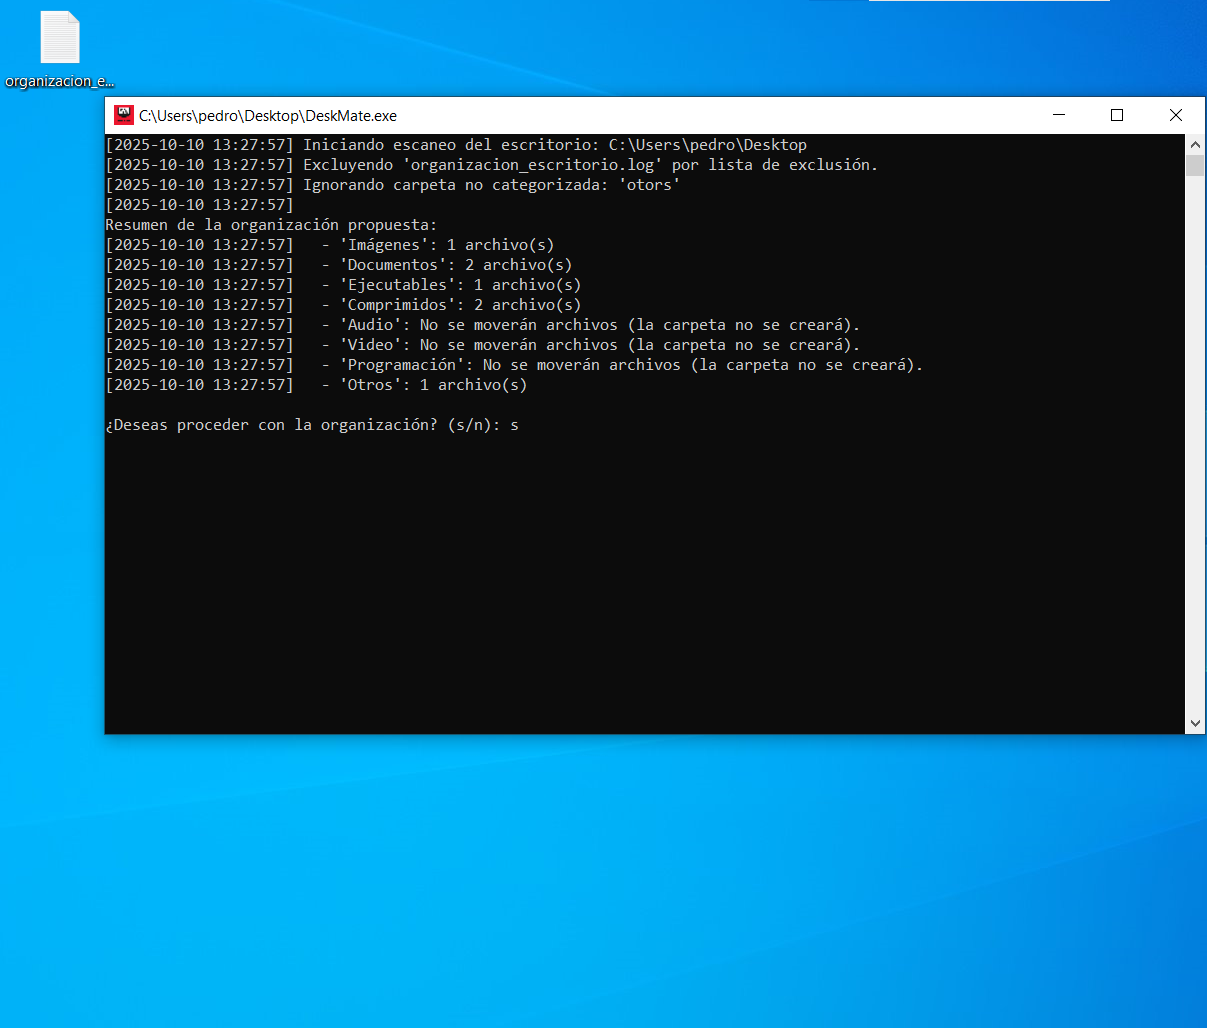 organizacion_e...
C:\Users\pedro\Desktop\DeskMate.exe
[2025-10-10 13:27:57] Iniciando escaneo del escritorio: C:\Users\pedro\Desktop
[2025-10-10 13:27:57] Excluyendo 'organizacion_escritorio.log' por lista de exclusión.
[2025-10-10 13:27:57] Ignorando carpeta no categorizada: 'otors'
[2025-10-10 13:27:57]
Resumen de la organización propuesta:
[2025-10-10 13:27:57]   - 'Imágenes': 1 archivo(s)
[2025-10-10 13:27:57]   - 'Documentos': 2 archivo(s)
[2025-10-10 13:27:57]   - 'Ejecutables': 1 archivo(s)
[2025-10-10 13:27:57]   - 'Comprimidos': 2 archivo(s)
[2025-10-10 13:27:57]   - 'Audio': No se moverán archivos (la carpeta no se creará).
[2025-10-10 13:27:57]   - 'Video': No se moverán archivos (la carpeta no se creará).
[2025-10-10 13:27:57]   - 'Programación': No se moverán archivos (la carpeta no se creará).
[2025-10-10 13:27:57]   - 'Otros': 1 archivo(s)
¿Deseas proceder con la organización? (s/n): s